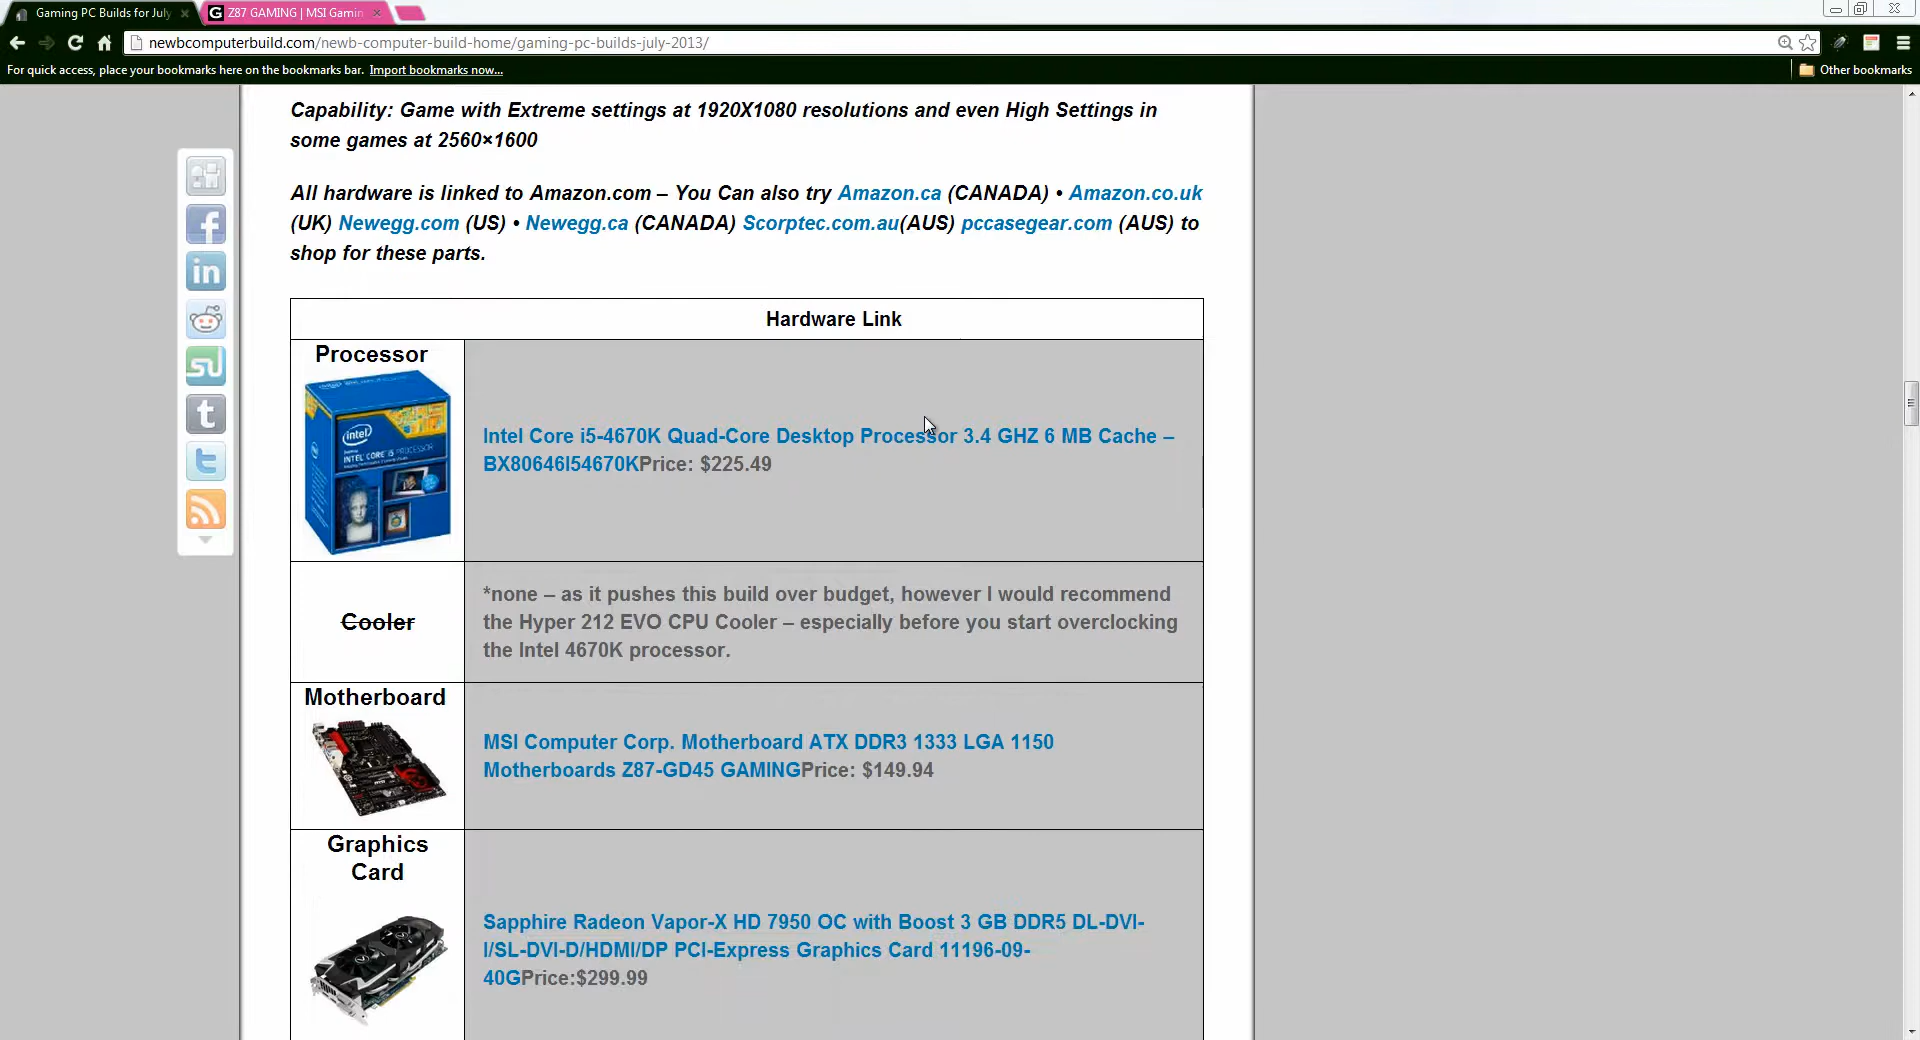 Gaming PC Builds for July
Z87 GAMING | MSI Gamin
newbcomputerbuild.com/newb-computer-build-home/gaming-pc-builds-july-2013/
For quick access, place your bookmarks here on the bookmarks bar. Import bookmarks now...
Other bookmarks
Capability: Game with Extreme settings at 1920X1080 resolutions and even High Settings in
some games at 2560×1600
All hardware is linked to Amazon.com – You Can also try Amazon.ca (CANADA) • Amazon.co.uk
(UK) Newegg.com (US) • Newegg.ca (CANADA) Scorptec.com.au(AUS) pccasegear.com (AUS) to
shop for these parts.
Hardware Link
Processor
intel
INTEL CORE i5 PROCESSOR
Intel Core i5-4670K Quad-Core Desktop Processor 3.4 GHZ 6 MB Cache –
BX80646I54670KPrice: $225.49
Cooler
*none – as it pushes this build over budget, however I would recommend
the Hyper 212 EVO CPU Cooler – especially before you start overclocking
the Intel 4670K processor.
Motherboard
MSI Computer Corp. Motherboard ATX DDR3 1333 LGA 1150
Motherboards Z87-GD45 GAMINGPrice: $149.94
Graphics
Card
Sapphire Radeon Vapor-X HD 7950 OC with Boost 3 GB DDR5 DL-DVI-
I/SL-DVI-D/HDMI/DP PCI-Express Graphics Card 11196-09-
40GPrice:$299.99